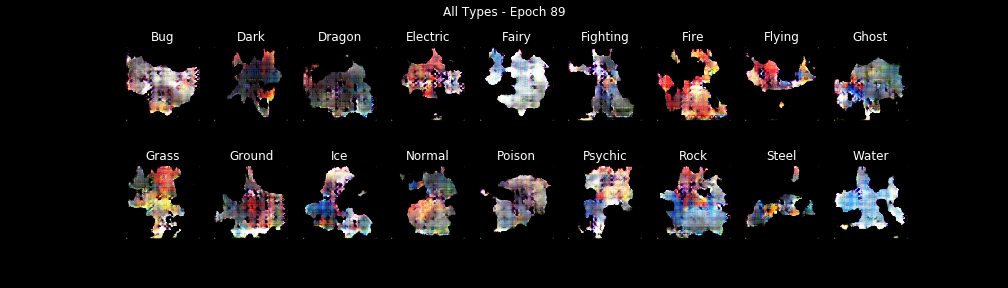 All Types - Epoch 89
Bug Dark Dragon Electric Fairy Fighting Fire Flying Ghost
Grass Ground Ice Normal Poison Psychic Rock Steel Water